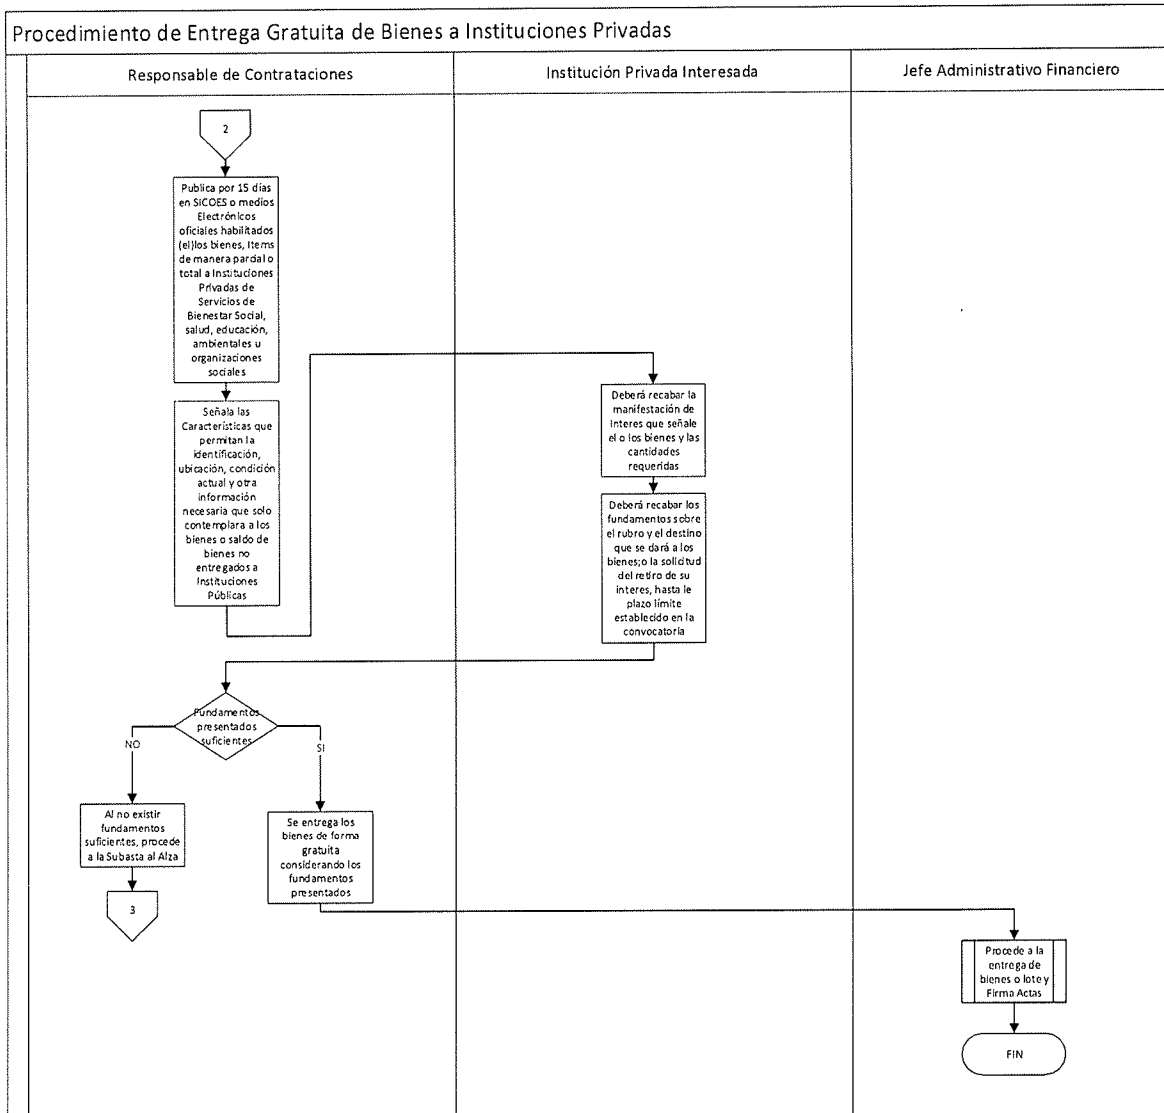 Procedimiento de Entrega Gratuita de Bienes a Instituciones Privadas
Responsable de Contrataciones
Institución Privada Interesada
Jefe Administrativo Financiero
2
Publica por 15 días
en SICOES o medios
Electrónicos
oficiales habilitados
(el)los bienes, Items
de manera parcial o
total a Instituciones
Privadas de
Servicios de
Bienestar Social,
salud, educación,
ambientales u
organizaciones
sociales
Señala las
Características que
permitan la
identificación,
ubicación, condición
actual y otra
información
necesaria que solo
contemplara a los
bienes o saldo de
bienes no
entregados a
Instituciones
Públicas
Deberá recabar la
manifestación de
Interes que señale
el o los bienes y las
cantidades
requeridas
Deberá recabar los
fundamentos sobre
el rubro y el destino
que se dará a los
bienes;o la solicitud
del retiro de su
interes, hasta le
plazo límite
establecido en la
convocatoria
Fundamentos
presentados
suficientes
NO
SI
Al no existir
fundamentos
suficientes, procede
a la Subasta al Alza
3
Se entrega los
bienes de forma
gratuita
considerando los
fundamentos
presentados
Procede a la
entrega de
bienes o lote y
Firma Actas
FIN